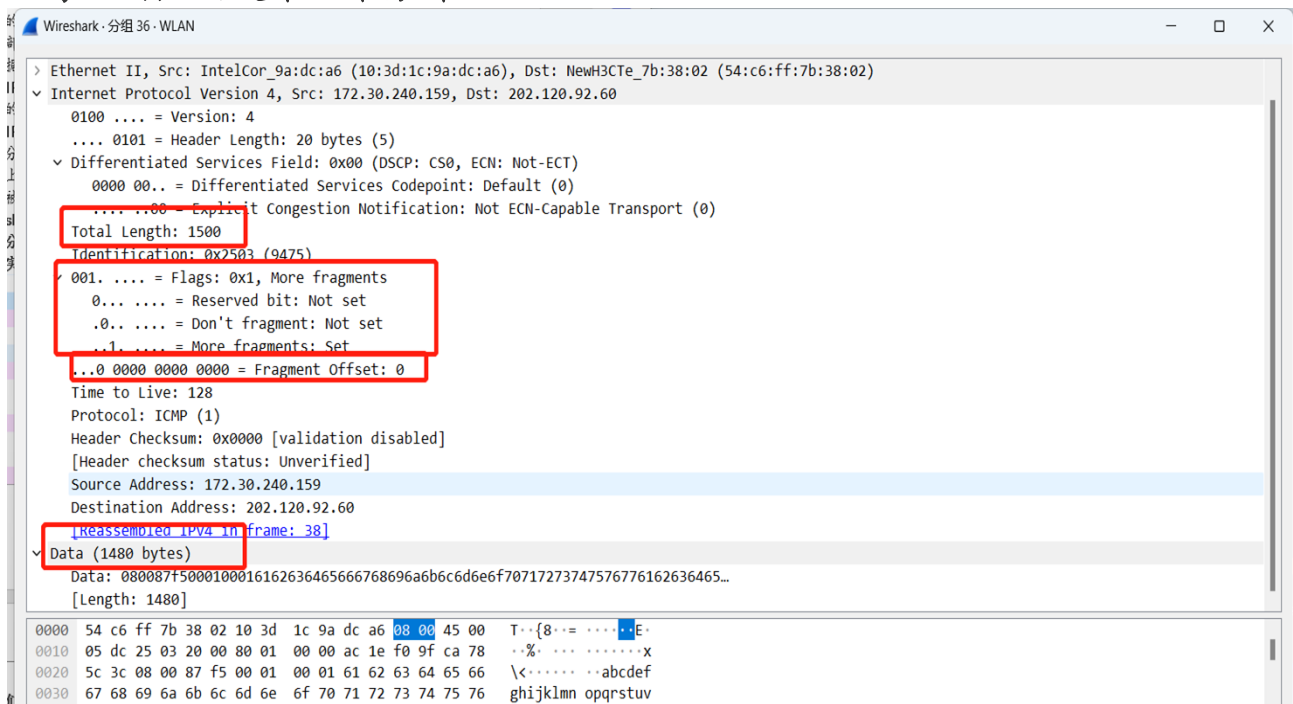 Wireshark · 分组 36 · WLAN
> Ethernet II, Src: IntelCor_9a:dc:a6 (10:3d:1c:9a:dc:a6), Dst: NewH3CTe_7b:38:02 (54:c6:ff:7b:38:02)
Internet Protocol Version 4, Src: 172.30.240.159, Dst: 202.120.92.60
0100 .... = Version: 4
.... 0101 = Header Length: 20 bytes (5)
Differentiated Services Field: 0x00 (DSCP: CS0, ECN: Not-ECT)
0000 00.. = Differentiated Services Codepoint: Default (0)
.... ..00 = Explicit Congestion Notification: Not ECN-Capable Transport (0)
Total Length: 1500
Identification: 0x2503 (9475)
001. .... = Flags: 0x1, More fragments
0... .... = Reserved bit: Not set
.0.. .... = Don't fragment: Not set
..1. .... = More fragments: Set
...0 0000 0000 0000 = Fragment Offset: 0
Time to Live: 128
Protocol: ICMP (1)
Header Checksum: 0x0000 [validation disabled]
[Header checksum status: Unverified]
Source Address: 172.30.240.159
Destination Address: 202.120.92.60
[Reassembled IPv4 in frame: 38]
Data (1480 bytes)
Data: 080087f5000100016162636465666768696a6b6c6d6e6f7071727374757677616263646​5…
[Length: 1480]
0000 54 c6 ff 7b 38 02 10 3d 1c 9a dc a6 08 00 45 00 T··{8··= ······E·
0010 05 dc 25 03 20 00 80 01 00 00 ac 1e f0 9f ca 78 ··%· ··· ·······x
0020 5c 3c 08 00 87 f5 00 01 00 01 61 62 63 64 65 66 \<······ ··abcdef
0030 67 68 69 6a 6b 6c 6d 6e 6f 70 71 72 73 74 75 76 ghijklmn opqrstuv